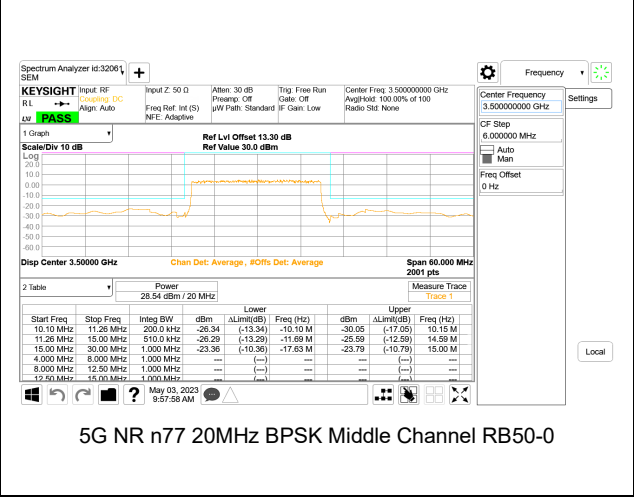 Spectrum Analyzer id:32061
SEM
Frequency
KEYSIGHT
RL
PASS
Input: RF
Coupling: DC
Align: Auto
Input Z: 50 Ω
Freq Ref: Int (S)
NFE: Adaptive
Atten: 30 dB
Preamp: Off
µW Path: Standard
Trig: Free Run
Gate: Off
IF Gain: Low
Center Freq: 3.500000000 GHz
Avg|Hold: 100.00% of 100
Radio Std: None
Center Frequency
3.500000000 GHz
Settings
CF Step
6.000000 MHz
Auto
Man
Freq Offset
0 Hz
1 Graph
Scale/Div 10 dB
Ref Lvl Offset 13.30 dB
Ref Value 30.0 dBm
Log
20.0
10.0
0.00
-10.0
-20.0
-30.0
-40.0
-50.0
-60.0
Disp Center 3.50000 GHz
Chan Det: Average , #Offs Det: Average
Span 60.000 MHz
2001 pts
2 Table
Power
28.54 dBm / 20 MHz
Measure Trace
Trace 1
Lower Upper
Start Freq Stop Freq Integ BW dBm ΔLimit(dB) Freq (Hz) dBm ΔLimit(dB) Freq (Hz)
10.10 MHz 11.26 MHz 200.0 kHz -26.34 (-13.34) -10.10 M -30.05 (-17.05) 10.15 M
11.26 MHz 15.00 MHz 510.0 kHz -26.29 (-13.29) -11.69 M -25.59 (-12.59) 14.59 M
15.00 MHz 30.00 MHz 1.000 MHz -23.36 (-10.36) -17.63 M -23.79 (-10.79) 15.00 M
4.000 MHz 8.000 MHz 1.000 MHz --- (---) --- (---)
8.000 MHz 12.50 MHz 1.000 MHz --- (---) --- (---)
12.50 MHz 15.00 MHz 1.000 MHz --- (---) --- (---)
Local
May 03, 2023
9:57:58 AM
5G NR n77 20MHz BPSK Middle Channel RB50-0